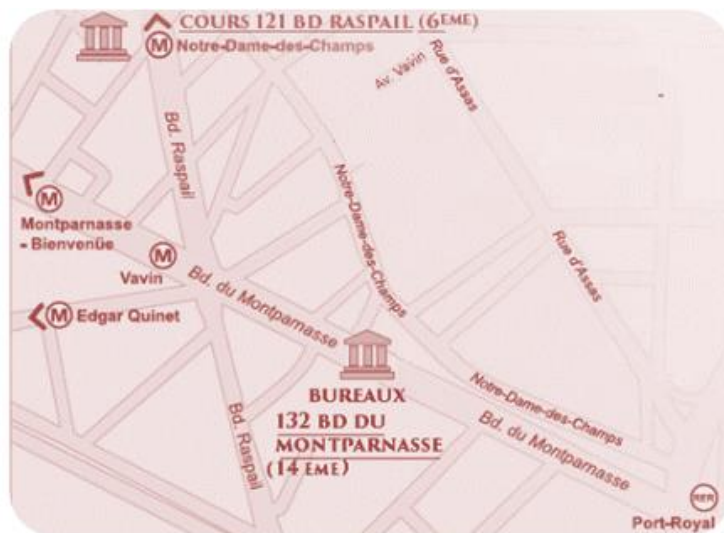 COURS 121 BD RASPAIL (6EME)
M Notre-Dame-des-Champs
Av. Vavin
Rue d'Assas
Bd. Raspail
Notre-Dame-des-Champs
M
Montparnasse
- Bienvenüe
M
Vavin
Rue d'Assas
Bd. du Montparnasse
M Edgar Quinet
BUREAUX
132 BD DU
MONTPARNASSE
(14 EME)
Bd. Raspail
Notre-Dame-des-Champs
Bd. du Montparnasse
RER
Port-Royal